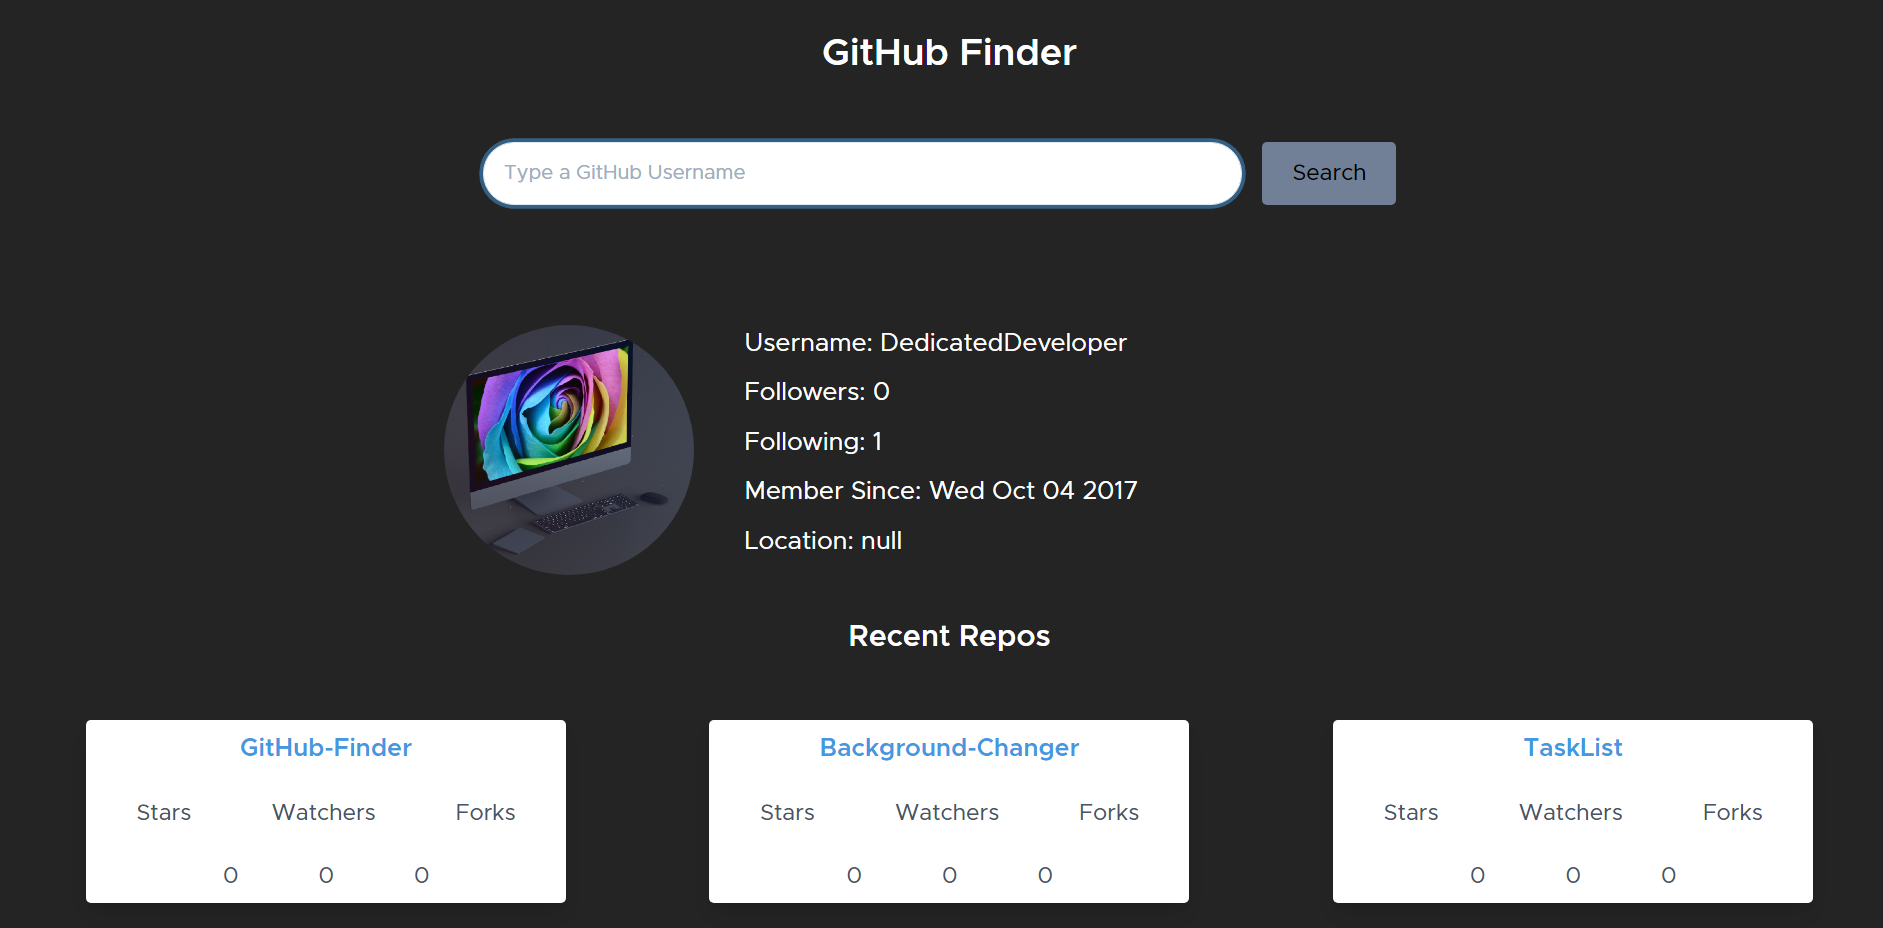 GitHub Finder
Type a GitHub Username
Search
Username: DedicatedDeveloper
Followers: 0
Following: 1
Member Since: Wed Oct 04 2017
Location: null
Recent Repos
GitHub-Finder
Stars Watchers Forks
0 0 0
Background-Changer
Stars Watchers Forks
0 0 0
TaskList
Stars Watchers Forks
0 0 0